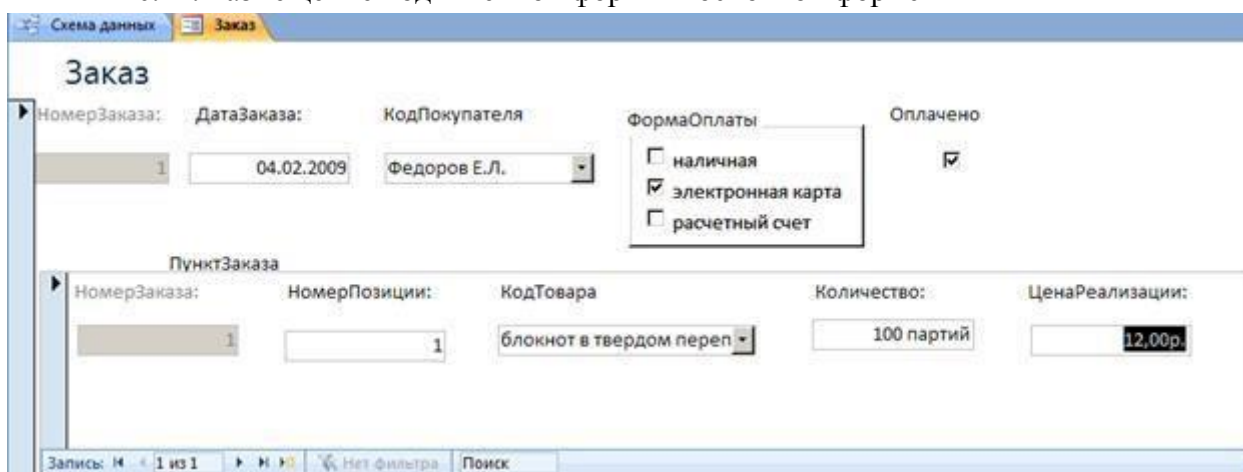 Схема данных Заказ
Заказ
НомерЗаказа: ДатаЗаказа: КодПокупателя ФормаОплаты Оплачено
1 04.02.2009 Федоров Е.Л. наличная
электронная карта
расчетный счет
ПунктЗаказа
НомерЗаказа: НомерПозиции: КодТовара Количество: ЦенаРеализации:
1 1 блокнот в твердом переп 100 партий 12,00р.
Запись: 1 из 1 Нет фильтра Поиск